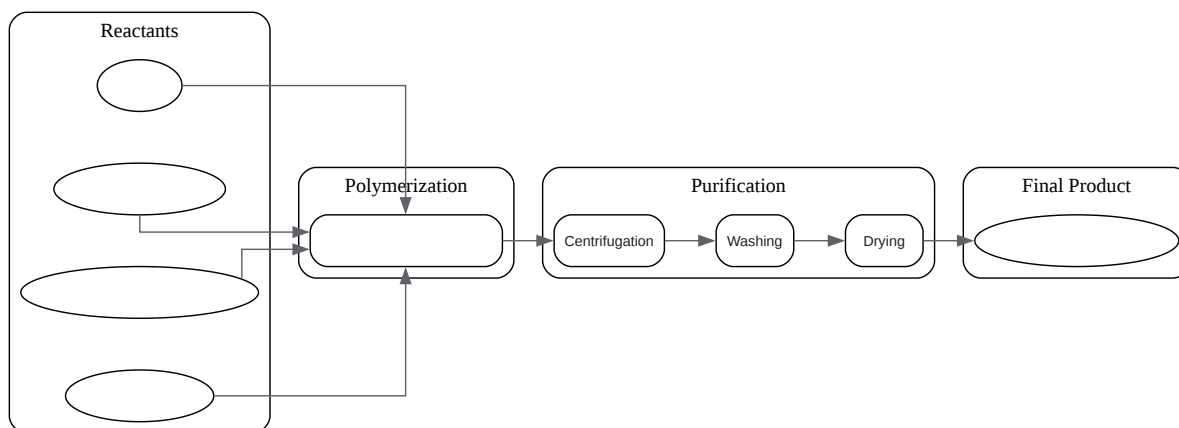 Reactants
Polymerization
Purification
Final Product
Centrifugation
Washing
Drying